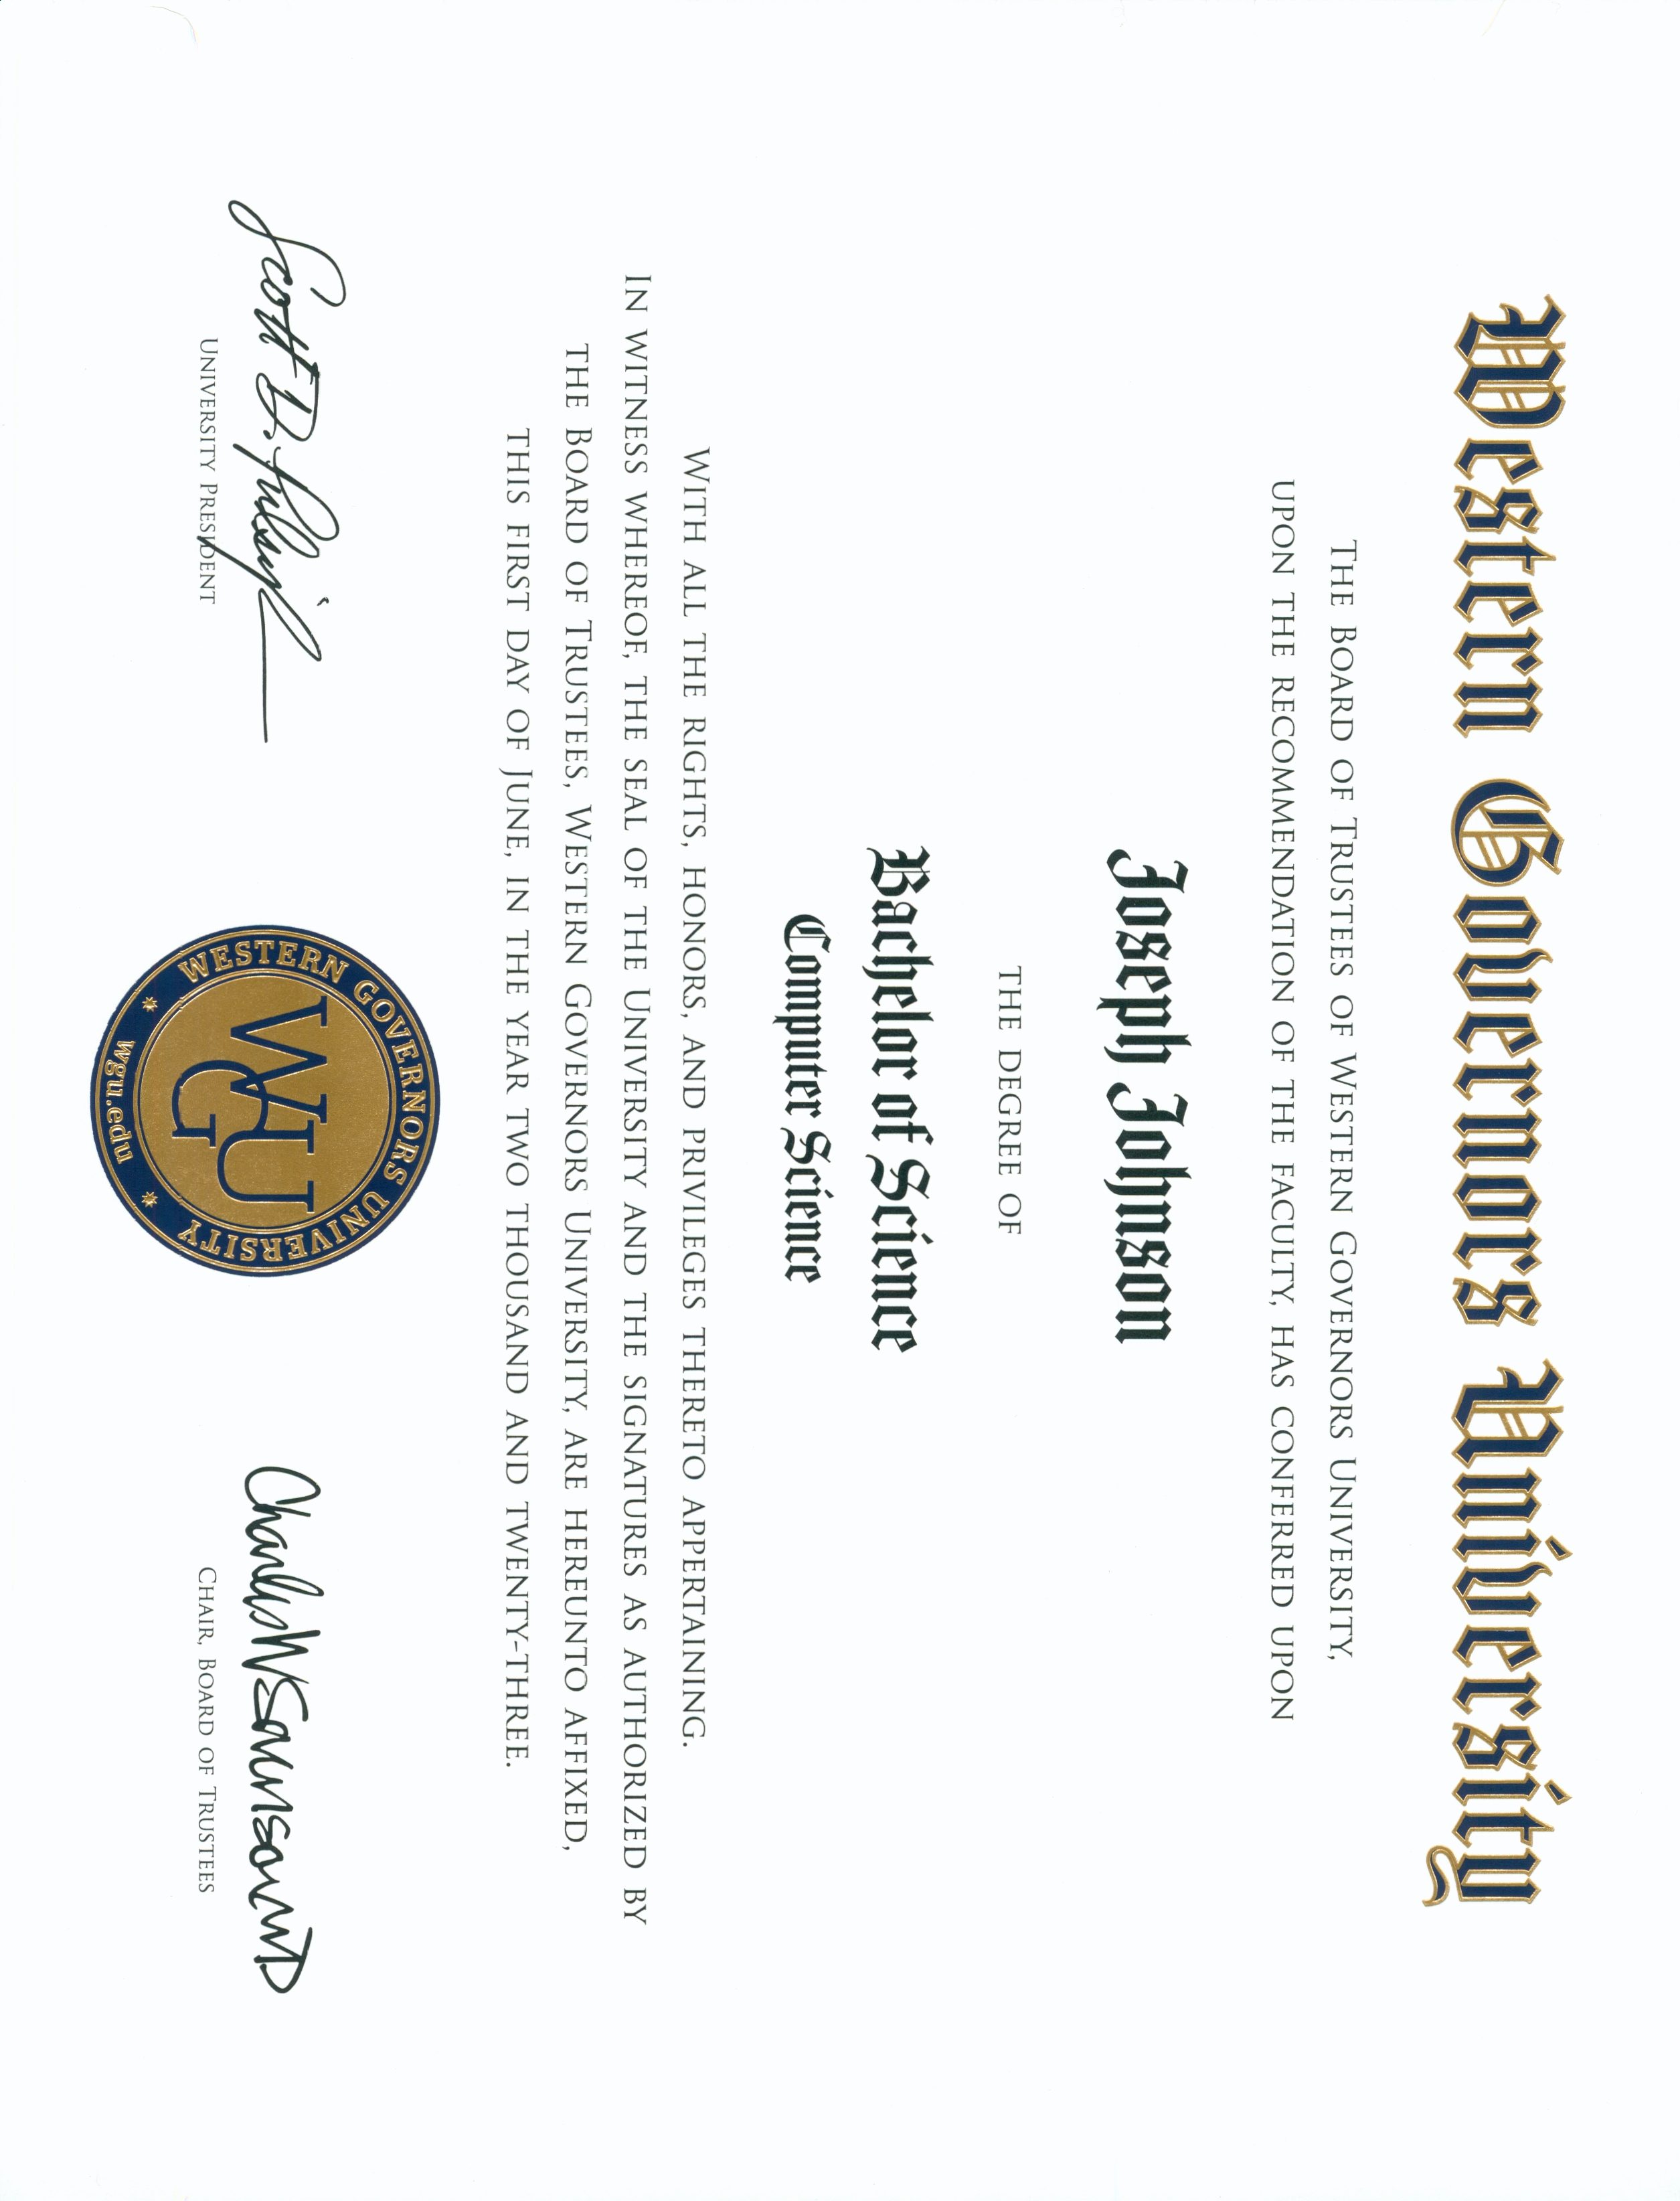 Western Governors University
The Board of Trustees of Western Governors University,
upon the recommendation of the faculty, has conferred upon
Joseph Johnson
the degree of
Bachelor of Science
Computer Science
With all the rights, honors, and privileges thereto appertaining.
In witness whereof, the seal of the University and the signatures as authorized by
the Board of Trustees, Western Governors University, are hereunto affixed,
this first day of June, in the year two thousand and twenty-three.
Scott D. Pulsipher
University President
WESTERN GOVERNORS UNIVERSITY
WGU
wgu.edu
Charles W Sorenson MD
Chair, Board of Trustees